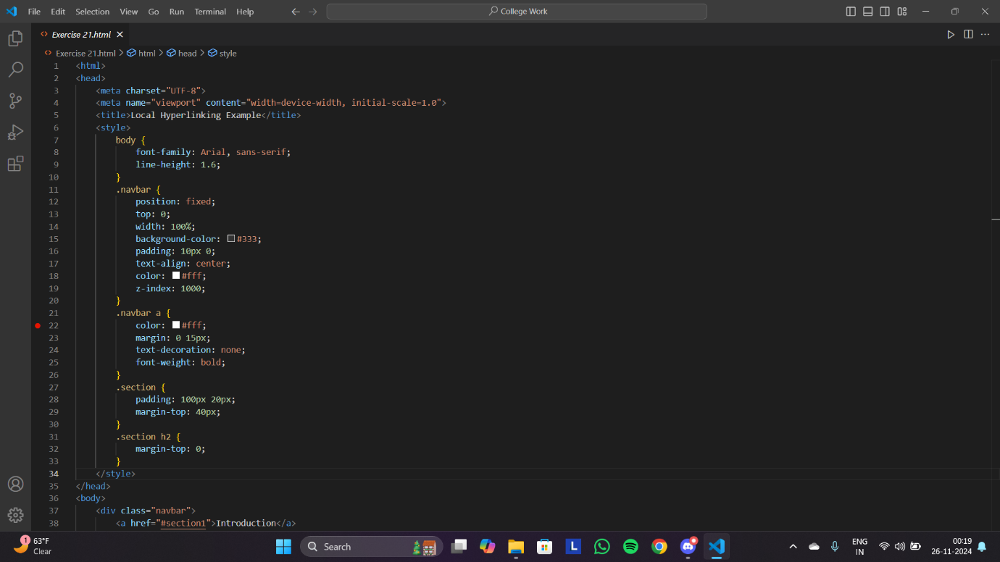 File Edit Selection View Go Run Terminal Help College Work
Exercise 21.html
Exercise 21.html > html > head > style
1 <html>
2 <head>
3 <meta charset="UTF-8">
4 <meta name="viewport" content="width=device-width, initial-scale=1.0">
5 <title>Local Hyperlinking Example</title>
6 <style>
7 body {
8 font-family: Arial, sans-serif;
9 line-height: 1.6;
10 }
11 .navbar {
12 position: fixed;
13 top: 0;
14 width: 100%;
15 background-color: #333;
16 padding: 10px 0;
17 text-align: center;
18 color: #fff;
19 z-index: 1000;
20 }
21 .navbar a {
22 color: #fff;
23 margin: 0 15px;
24 text-decoration: none;
25 font-weight: bold;
26 }
27 .section {
28 padding: 100px 20px;
29 margin-top: 40px;
30 }
31 .section h2 {
32 margin-top: 0;
33 }
34 </style>
35 </head>
36 <body>
37 <div class="navbar">
38 <a href="#section1">Introduction</a>
1 63°F
Clear
Search
L
ENG
IN
00:19
26-11-2024